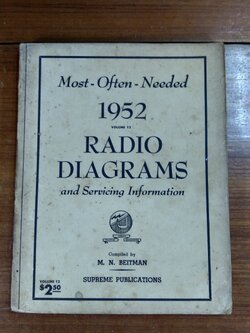 Most-Often-Needed
1952
VOLUME 12
RADIO
DIAGRAMS
and Servicing Information
Compiled by
M. N. BEITMAN
SUPREME PUBLICATIONS
VOLUME 12
$2.50